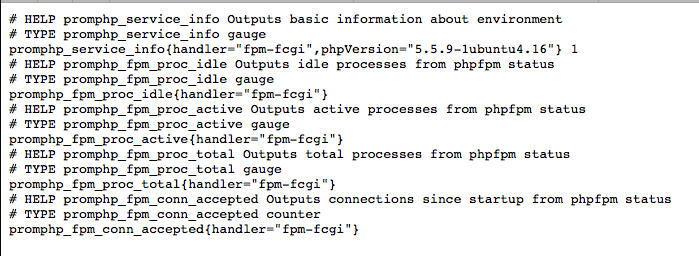 # HELP promphp_service_info Outputs basic information about environment
# TYPE promphp_service_info gauge
promphp_service_info{handler="fpm-fcgi",phpVersion="5.5.9-1ubuntu4.16"} 1
# HELP promphp_fpm_proc_idle Outputs idle processes from phpfpm status
# TYPE promphp_fpm_proc_idle gauge
promphp_fpm_proc_idle{handler="fpm-fcgi"}
# HELP promphp_fpm_proc_active Outputs active processes from phpfpm status
# TYPE promphp_fpm_proc_active gauge
promphp_fpm_proc_active{handler="fpm-fcgi"}
# HELP promphp_fpm_proc_total Outputs total processes from phpfpm status
# TYPE promphp_fpm_proc_total gauge
promphp_fpm_proc_total{handler="fpm-fcgi"}
# HELP promphp_fpm_conn_accepted Outputs connections since startup from phpfpm status
# TYPE promphp_fpm_conn_accepted counter
promphp_fpm_conn_accepted{handler="fpm-fcgi"}